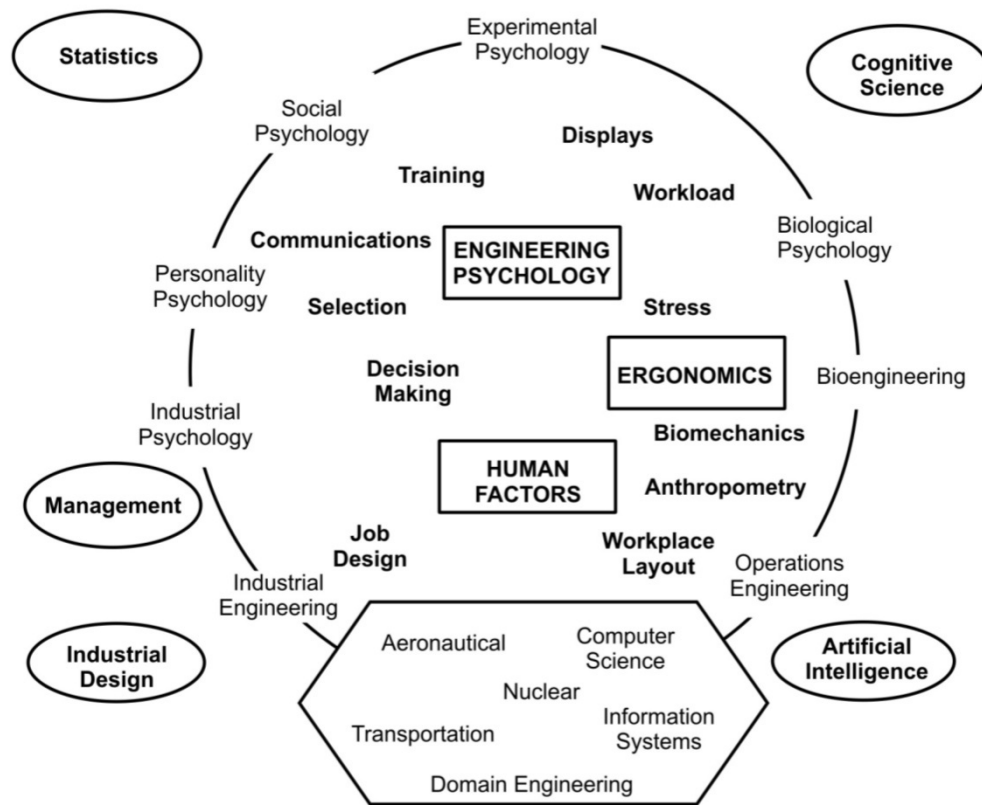 Experimental
Psychology
Statistics
Cognitive
Science
Social
Psychology
Displays
Training
Workload
Biological
Psychology
Communications
ENGINEERING
PSYCHOLOGY
Personality
Psychology
Selection
Stress
Decision
Making
ERGONOMICS
Bioengineering
Industrial
Psychology
Biomechanics
HUMAN
FACTORS
Anthropometry
Management
Job
Design
Workplace
Layout
Operations
Engineering
Industrial
Engineering
Aeronautical
Computer
Science
Industrial
Design
Artificial
Intelligence
Nuclear
Transportation
Information
Systems
Domain Engineering